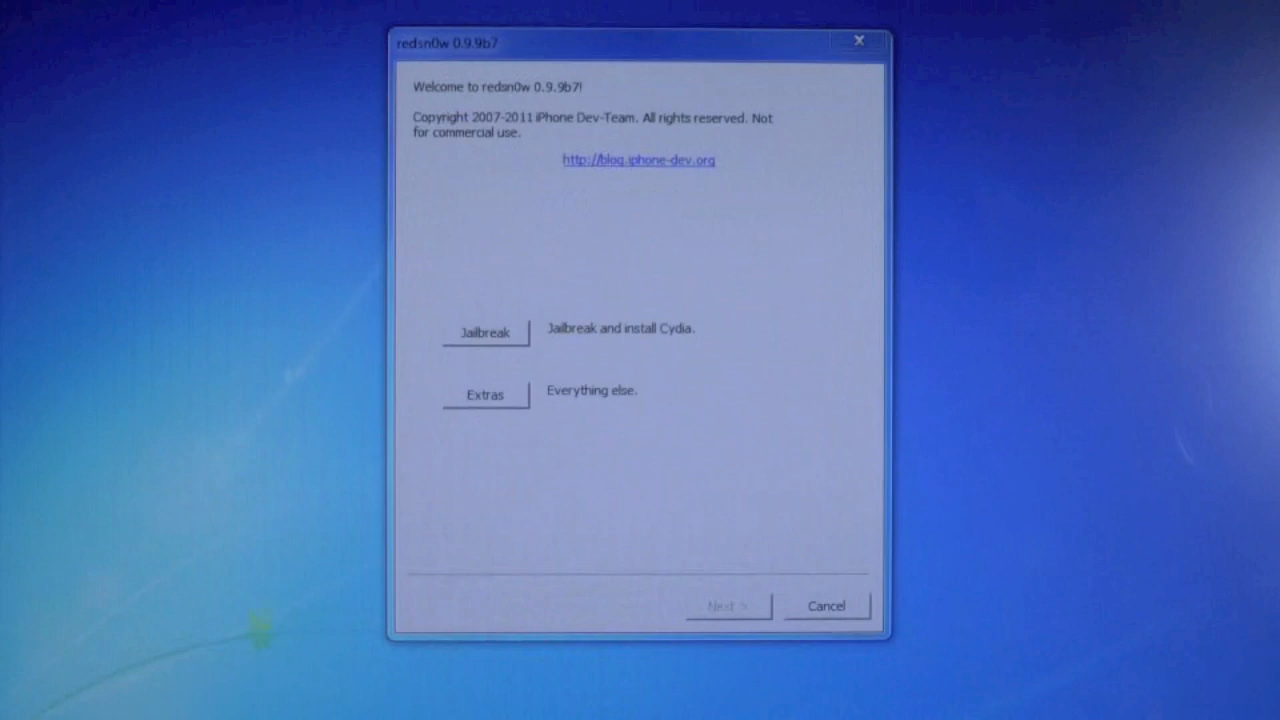 redsn0w 0.9.9b7
Welcome to redsn0w 0.9.9b7!
Copyright 2007-2011 iPhone Dev-Team. All rights reserved. Not
for commercial use.
http://blog.iphone-dev.org
Jailbreak Jailbreak and install Cydia.
Extras Everything else.
Next > Cancel